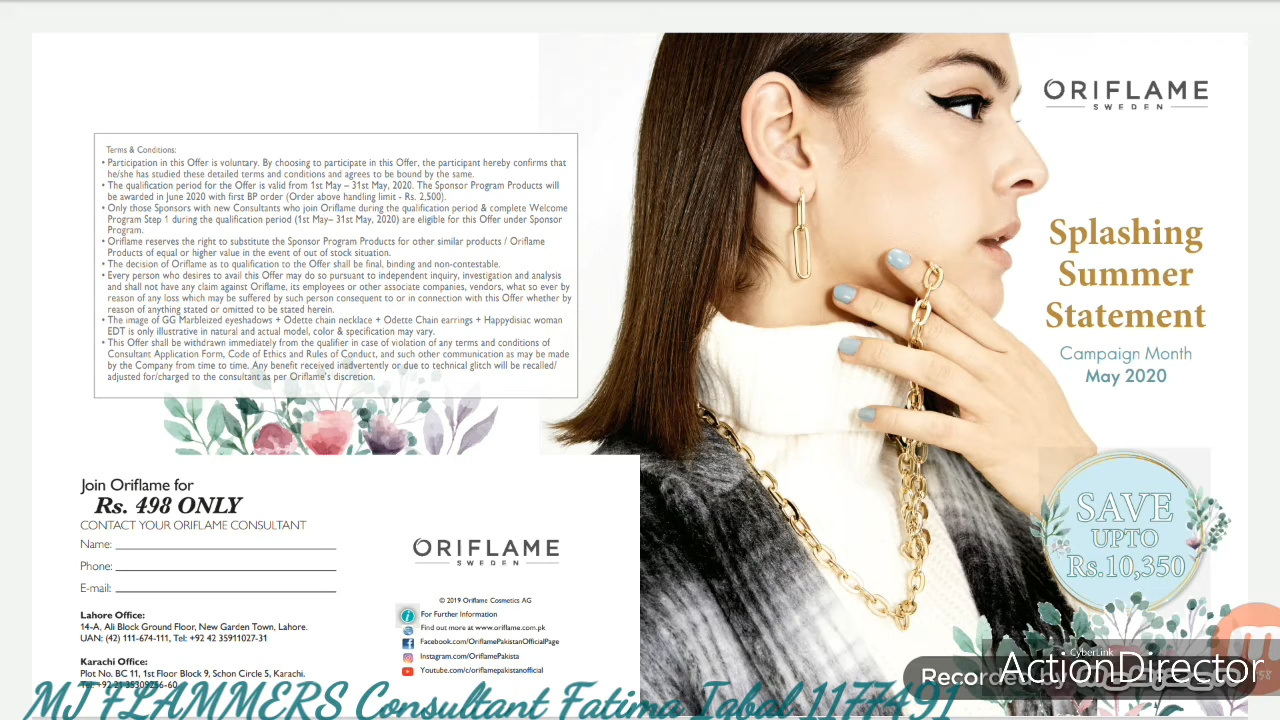 Terms & Conditions:
• Participation in this Offer is voluntary. By choosing to participate in this Offer, the participant hereby confirms that
he/she has studied these detailed terms and conditions and agrees to be bound by the same.
• The qualification period for the Offer is valid from 1st May – 31st May, 2020. The Sponsor Program Products will
be awarded in June 2020 with first BP order (Order above handling limit - Rs. 2,500).
• Only those Sponsors with new Consultants who join Oriflame during the qualification period & complete Welcome
Program Step 1 during the qualification period (1st May– 31st May, 2020) are eligible for this Offer under Sponsor
Program.
• Oriflame reserves the right to substitute the Sponsor Program Products for other similar products / Oriflame
Products of equal or higher value in the event of out of stock situation.
• The decision of Oriflame as to qualification to the Offer shall be final, binding and non-contestable.
• Every person who desires to avail this Offer may do so pursuant to independent inquiry, investigation and analysis
and shall not have any claim against Oriflame, its employees or other associate companies, vendors, what so ever by
reason of any loss which may be suffered by such person consequent to or in connection with this Offer whether by
reason of anything stated or omitted to be stated herein.
• The image of GG Marbleized eyeshadows + Odette chain necklace + Odette Chain earrings + Happydisiac woman
EDT is only illustrative in natural and actual model, color & specification may vary.
• This Offer shall be withdrawn immediately from the qualifier in case of violation of any terms and conditions of
Consultant Application Form, Code of Ethics and Rules of Conduct, and such other communication as may be made
by the Company from time to time. Any benefit received inadvertently or due to technical glitch will be recalled/
adjusted for/charged to the consultant as per Oriflame's discretion.
Join Oriflame for
Rs. 498 ONLY
CONTACT YOUR ORIFLAME CONSULTANT
Name:
Phone:
E-mail:
Lahore Office:
14-A, Ali Block Ground Floor, New Garden Town, Lahore.
UAN: (42) 111-674-111, Tel: +92 42 35911027-31
Karachi Office:
Plot No. BC 11, 1st Floor Block 9, Schon Circle 5, Karachi.
Tel: +92 21 35309256-60
ORIFLAME
SWEDEN
© 2019 Oriflame Cosmetics AG
For Further Information
Find out more at www.oriflame.com.pk
Facebook.com/OriflamePakistanOfficialPage
Instagram.com/OriflamePakista
Youtube.com/c/oriflamepakistanofficial
ORIFLAME
SWEDEN
Splashing
Summer
Statement
Campaign Month
May 2020
SAVE
UPTO
Rs.10,350
Recorded by
CyberLink
ActionDirector
MJ FLAMMERS Consultant Fatima Iqbal 1177491